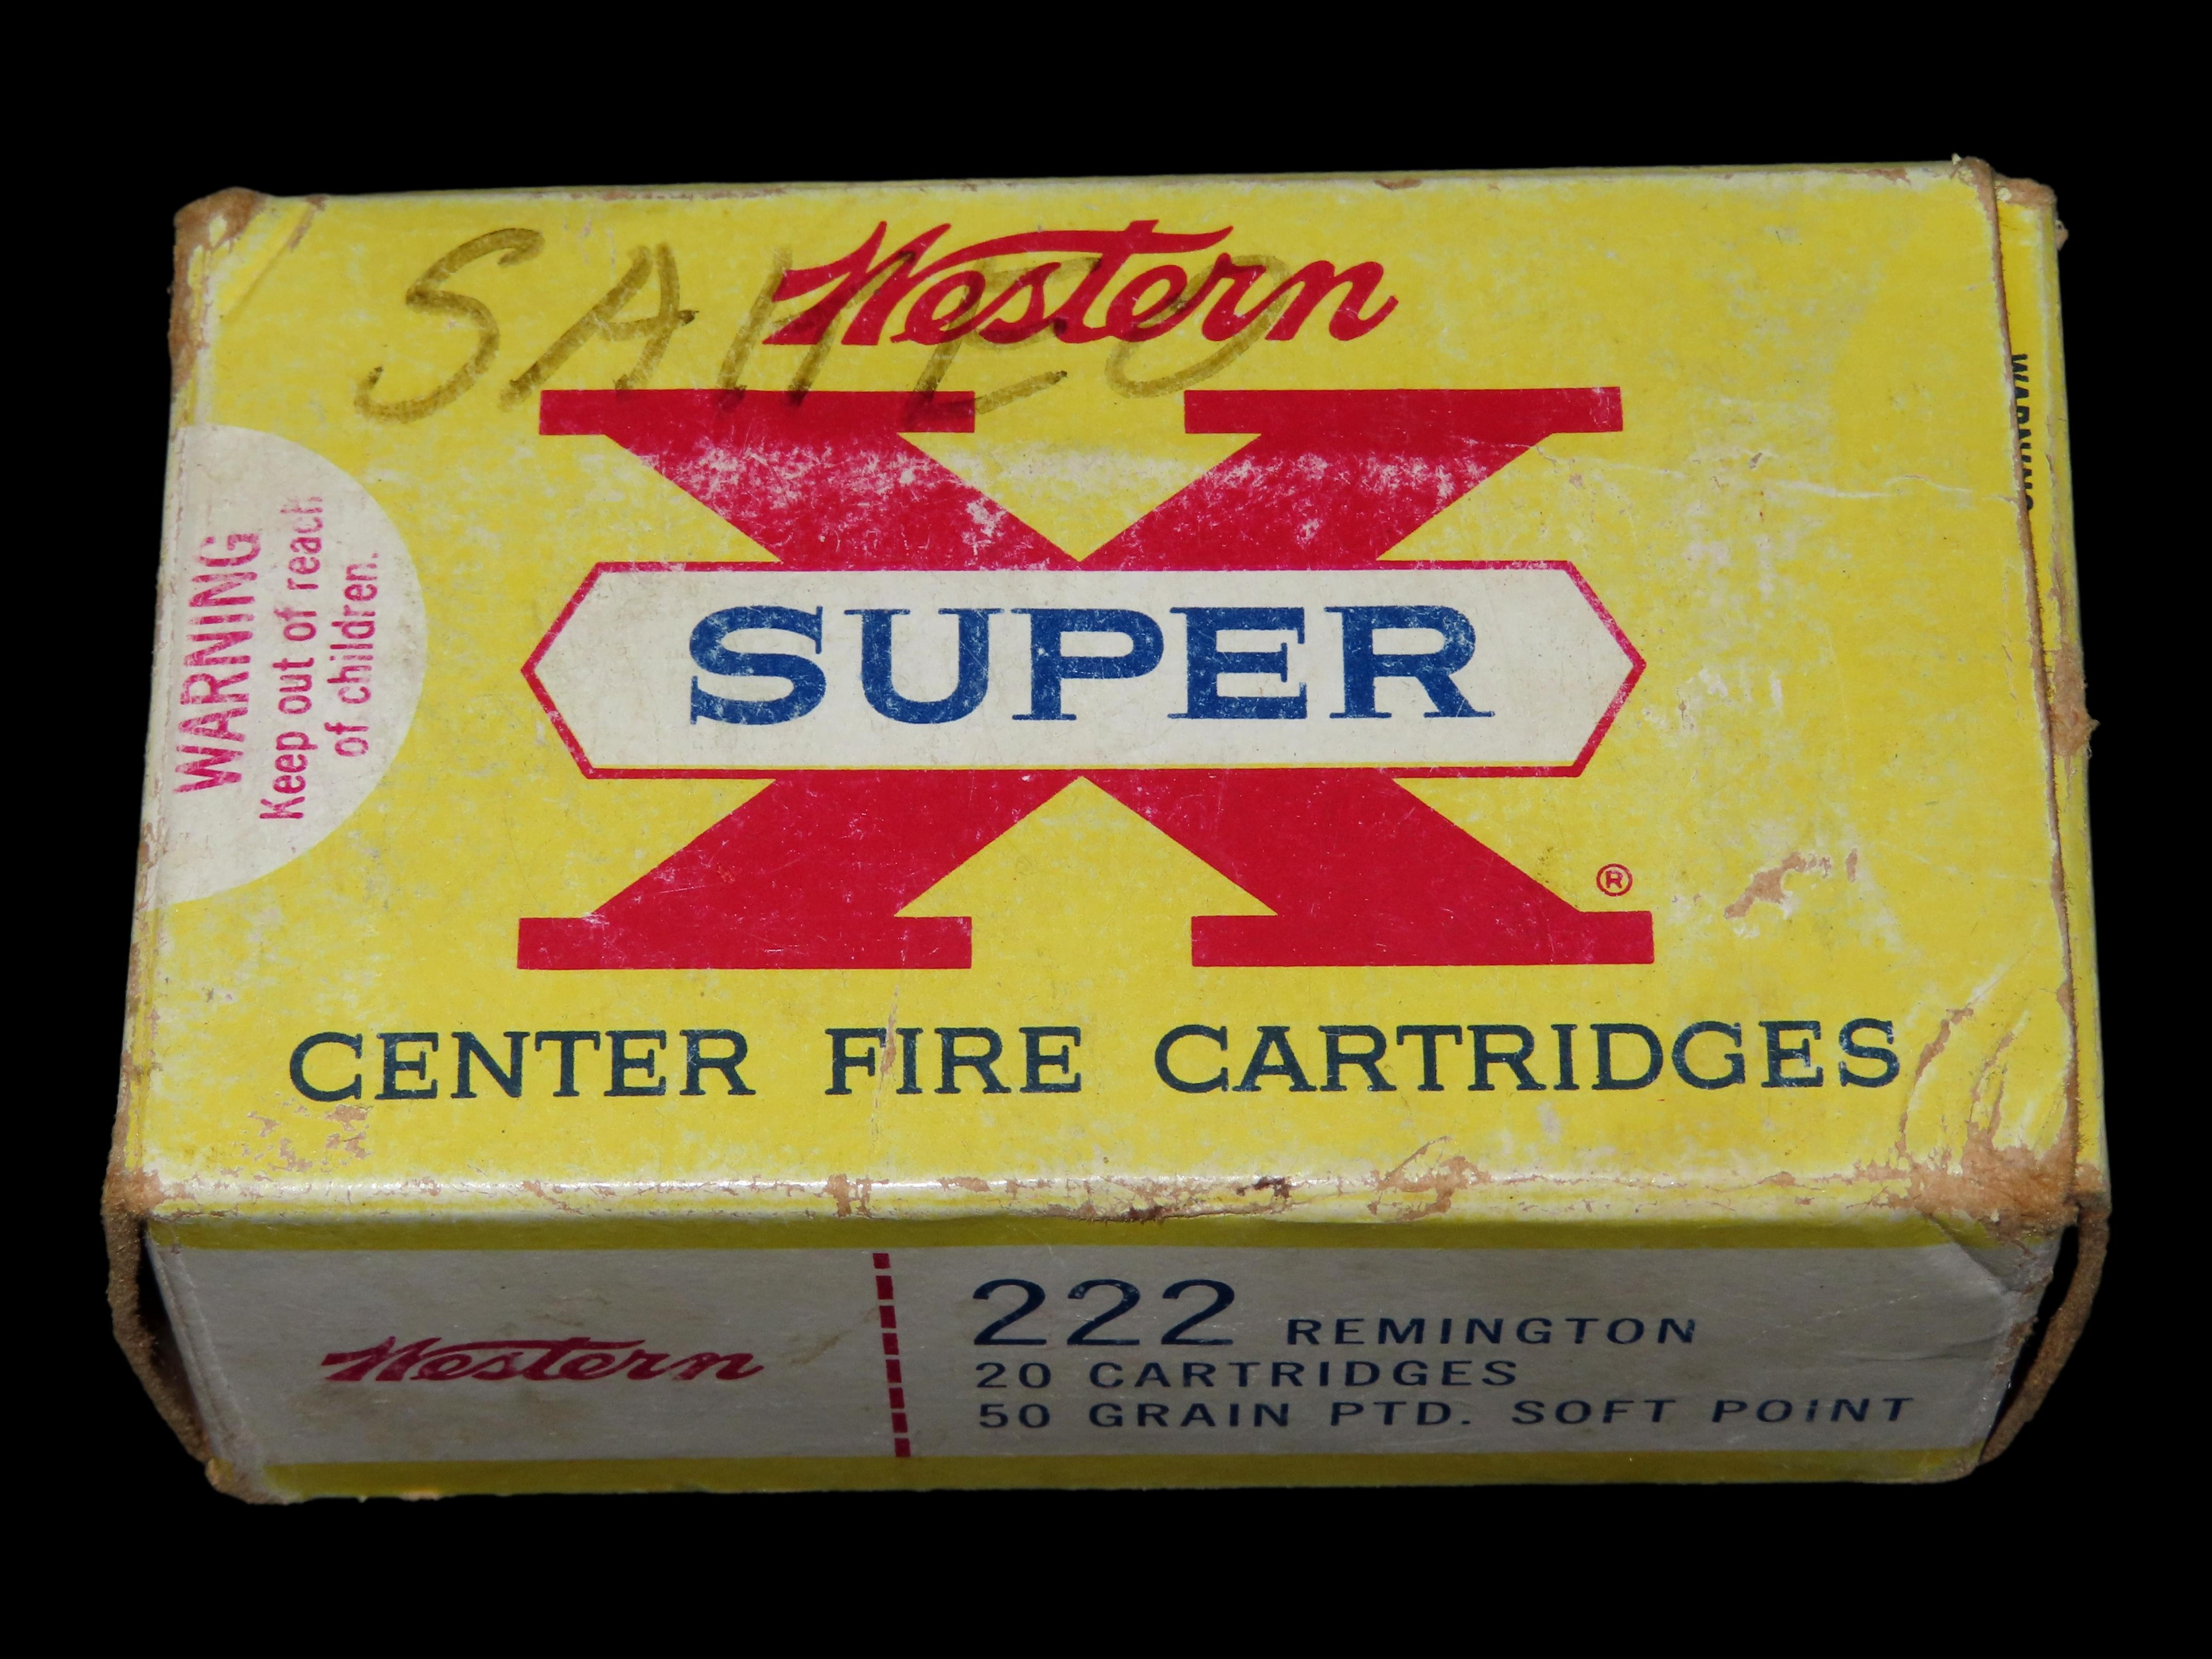 Western
SUPER X
®
CENTER FIRE CARTRIDGES
WARNING
Keep out of reach
of children.
WARNING
Western
222 REMINGTON
20 CARTRIDGES
50 GRAIN PTD. SOFT POINT